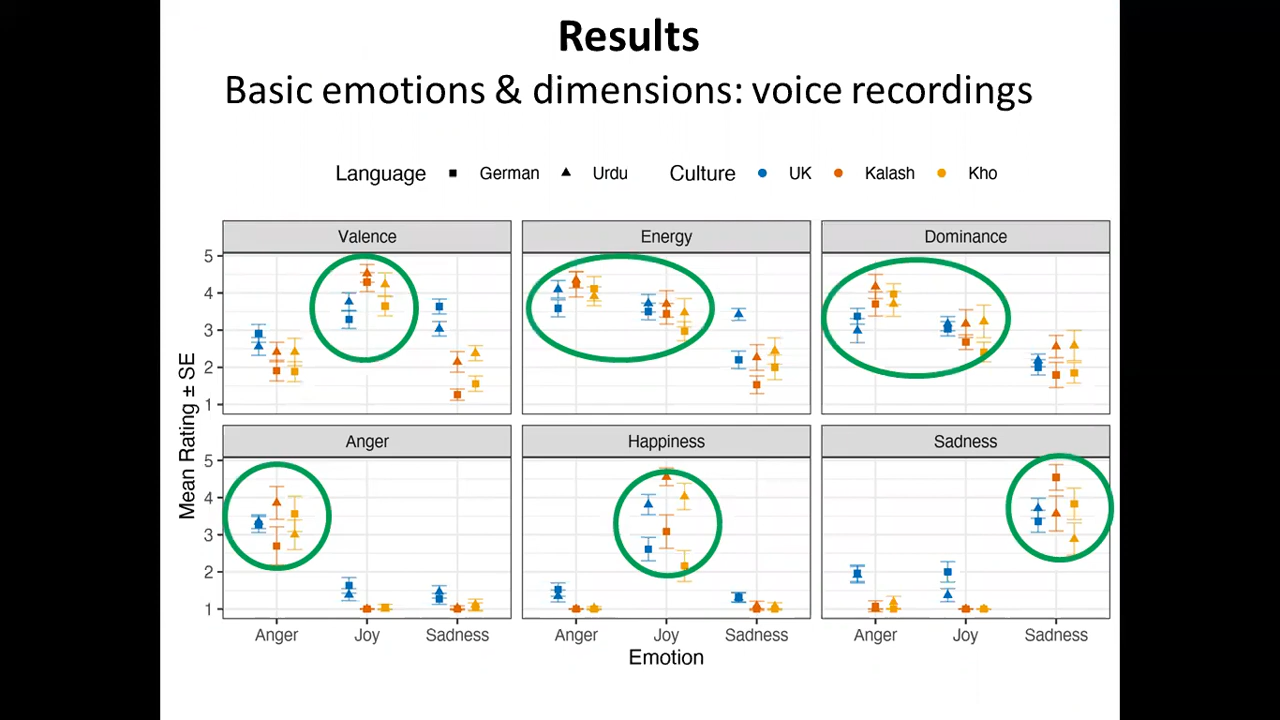 Results
Basic emotions & dimensions: voice recordings
Language German Urdu Culture UK Kalash Kho
Valence Energy Dominance
5
4
3
2
1
Mean Rating ± SE
Anger Happiness Sadness
5
4
3
2
1
Anger Joy Sadness Anger Joy Sadness Anger Joy Sadness
Emotion